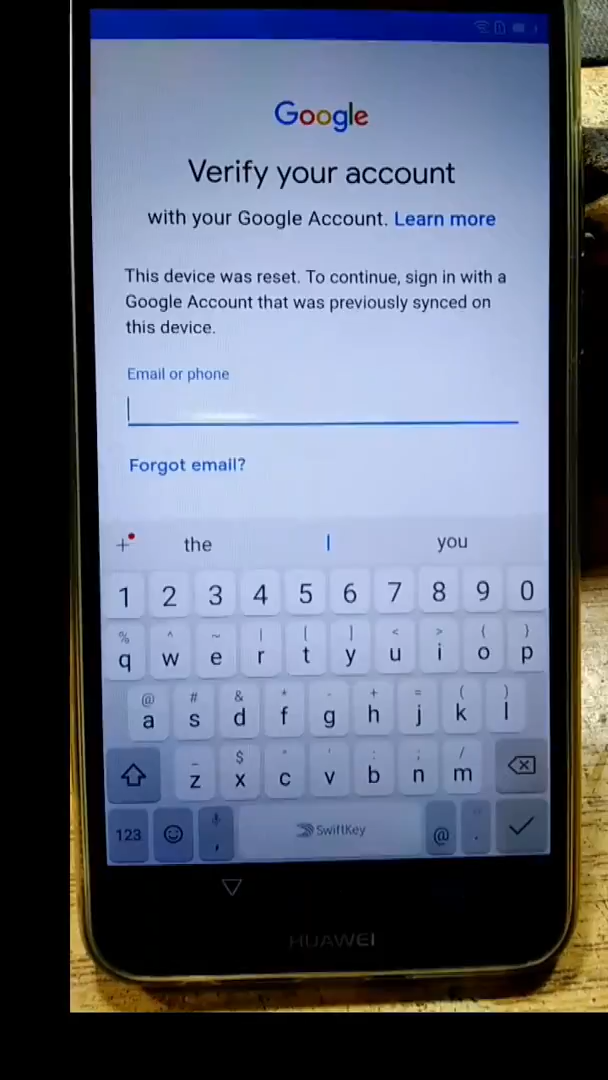 Google
Verify your account
with your Google Account. Learn more
This device was reset. To continue, sign in with a
Google Account that was previously synced on
this device.
Email or phone
Forgot email?
+ the I you
1 2 3 4 5 6 7 8 9 0
% ^ ~ | [ ] < > { }
q w e r t y u i o p
@ # & * - + = ( )
a s d f g h j k l
_ $ " ' : ; /
z x c v b n m
123 , SwiftKey @ .
HUAWEI